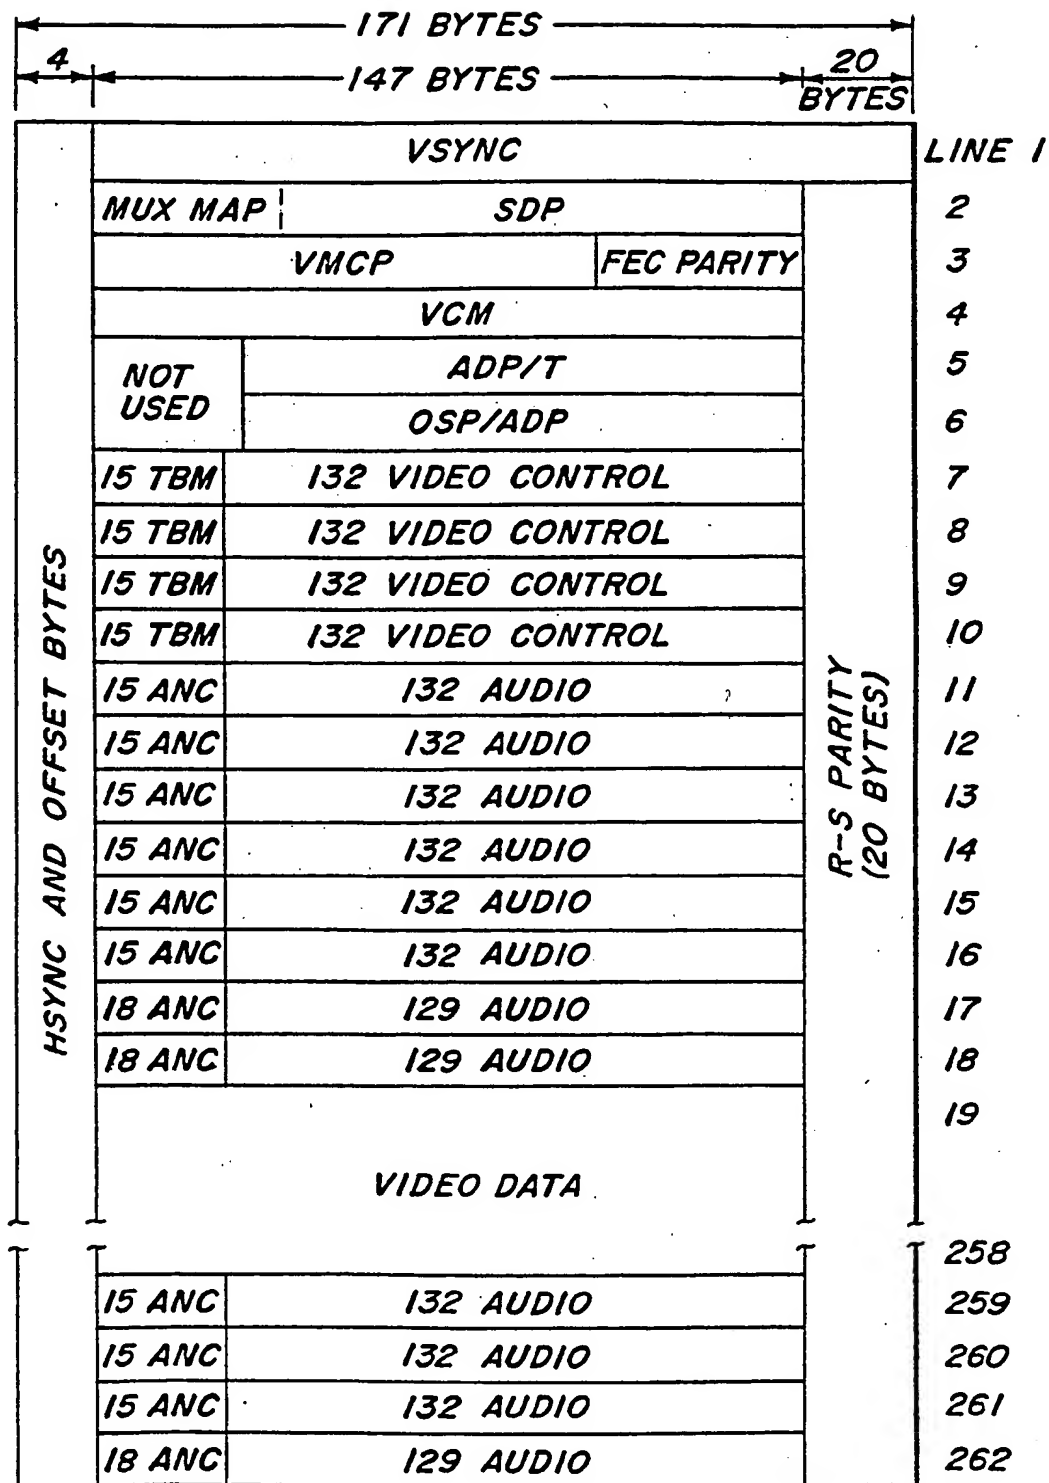 171 BYTES
4 147 BYTES 20 BYTES
VSYNC LINE 1
MUX MAP SDP 2
VMCP FEC PARITY 3
VCM 4
NOT USED ADP/T 5
OSP/ADP 6
15 TBM 132 VIDEO CONTROL 7
15 TBM 132 VIDEO CONTROL 8
15 TBM 132 VIDEO CONTROL 9
15 TBM 132 VIDEO CONTROL 10
15 ANC 132 AUDIO 11
15 ANC 132 AUDIO 12
15 ANC 132 AUDIO 13
15 ANC 132 AUDIO 14
15 ANC 132 AUDIO 15
15 ANC 132 AUDIO 16
18 ANC 129 AUDIO 17
18 ANC 129 AUDIO 18
19
VIDEO DATA
258
15 ANC 132 AUDIO 259
15 ANC 132 AUDIO 260
15 ANC 132 AUDIO 261
18 ANC 129 AUDIO 262
HSYNC AND OFFSET BYTES
R-S PARITY
(20 BYTES)